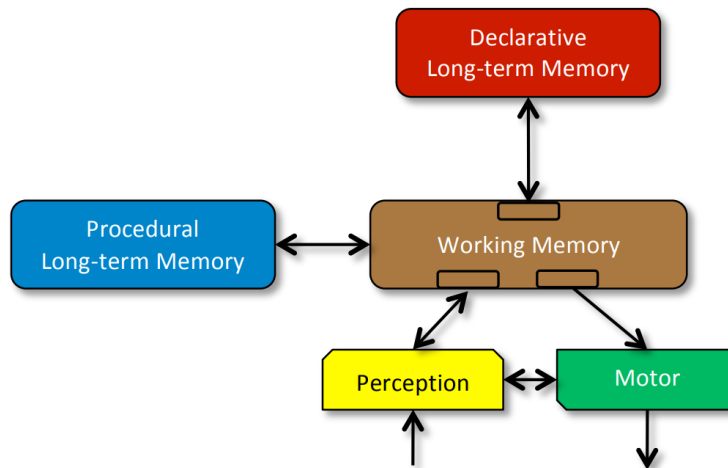 Declarative
Long-term Memory
Procedural
Long-term Memory
Working Memory
Perception
Motor